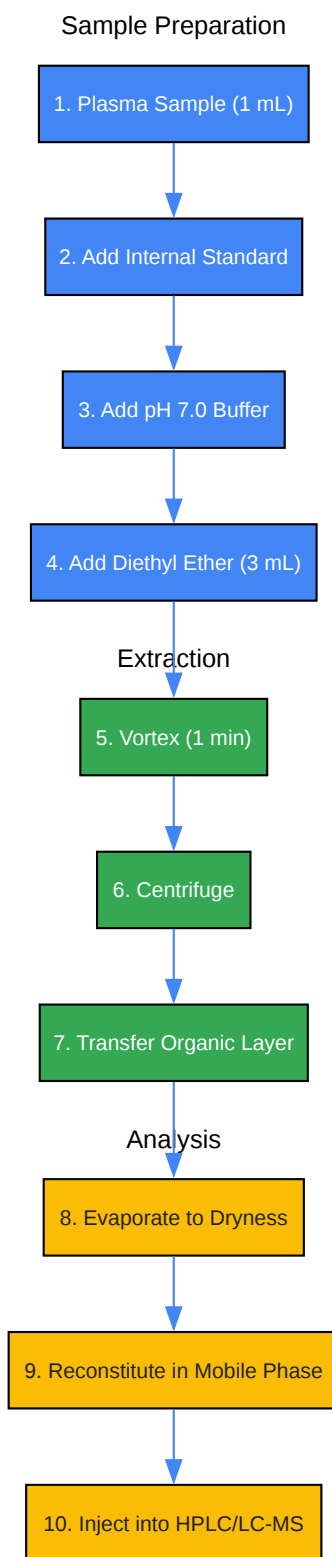 Sample Preparation
1. Plasma Sample (1 mL)
2. Add Internal Standard
3. Add pH 7.0 Buffer
4. Add Diethyl Ether (3 mL)
Extraction
5. Vortex (1 min)
6. Centrifuge
7. Transfer Organic Layer
Analysis
8. Evaporate to Dryness
9. Reconstitute in Mobile Phase
10. Inject into HPLC/LC-MS